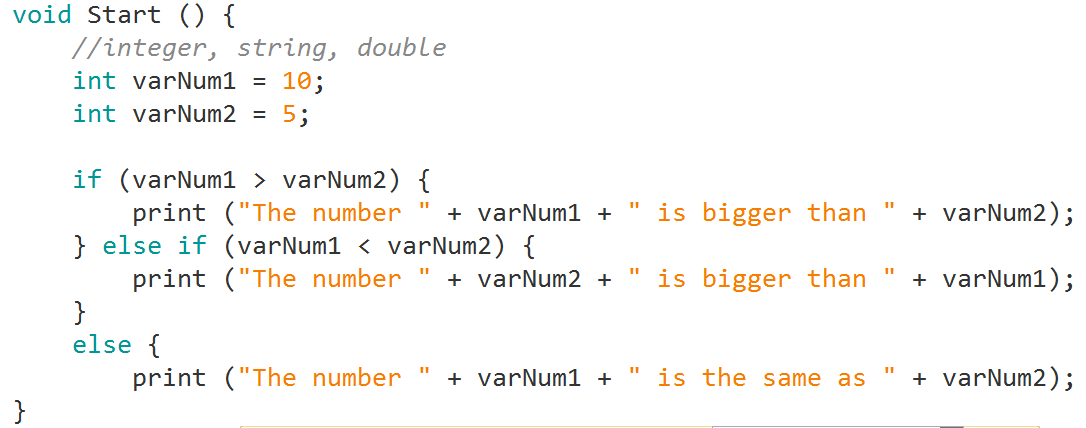 void Start () {
    //integer, string, double
    int varNum1 = 10;
    int varNum2 = 5;

    if (varNum1 > varNum2) {
        print ("The number " + varNum1 + " is bigger than " + varNum2);
    } else if (varNum1 < varNum2) {
        print ("The number " + varNum2 + " is bigger than " + varNum1);
    }
    else {
        print ("The number " + varNum1 + " is the same as " + varNum2);
}